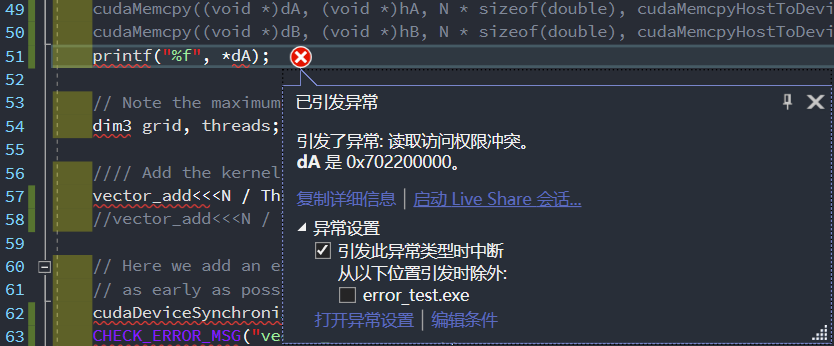 49 cudaMemcpy((void *)dA, (void *)hA, N * sizeof(double), cudaMemcpyHostToDevi
50 cudaMemcpy((void *)dB, (void *)hB, N * sizeof(double), cudaMemcpyHostToDevi
51 printf("%f", *dA);
已引发异常
52
引发了异常: 读取访问权限冲突。
dA 是 0x702200000。
53 // Note the maximum
54 dim3 grid, threads;
55
复制详细信息 | 启动 Live Share 会话...
56 //// Add the kernel
57 vector_add<<<N / Th
58 //vector_add<<<N /
59
异常设置
引发此异常类型时中断
从以下位置引发时除外:
error_test.exe
打开异常设置 | 编辑条件
60 // Here we add an e
61 // as early as poss
62 cudaDeviceSynchroni
63 CHECK_ERROR_MSG("ve